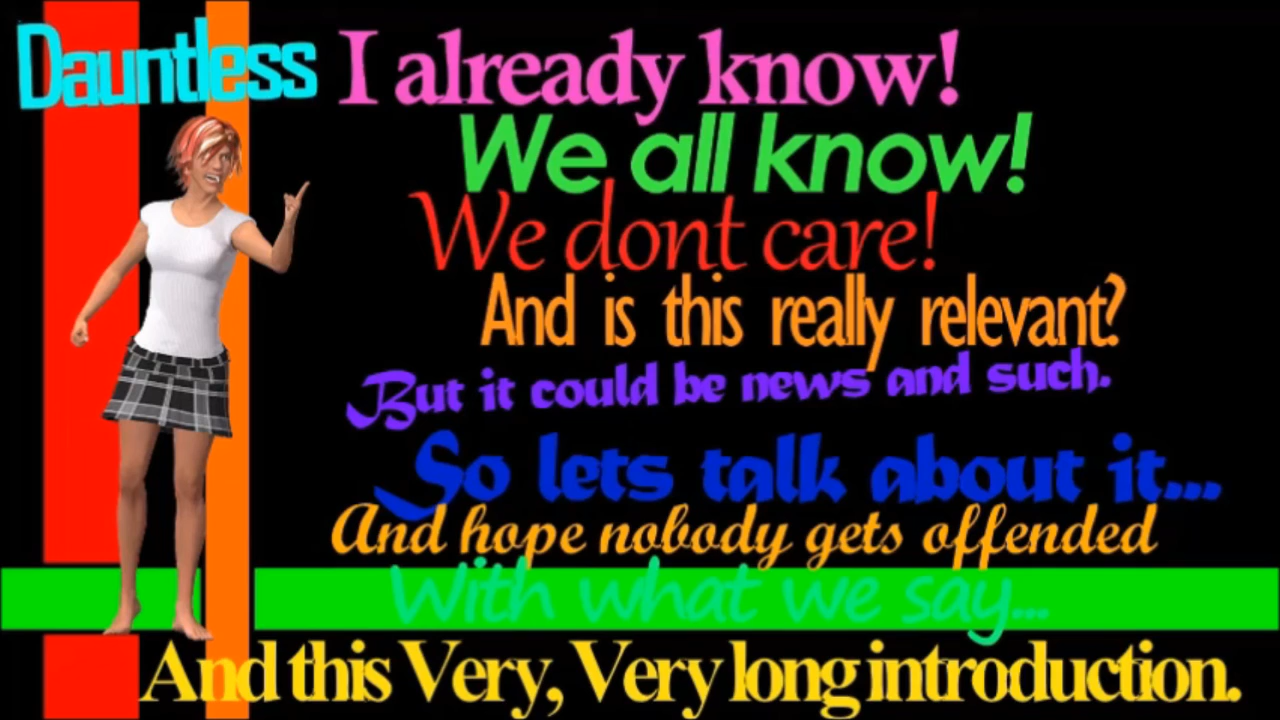 Dauntless
I already know!
We all know!
We dont care!
And is this really relevant?
But it could be news and such.
So lets talk about it...
And hope nobody gets offended
With what we say...
And this Very, Very long introduction.